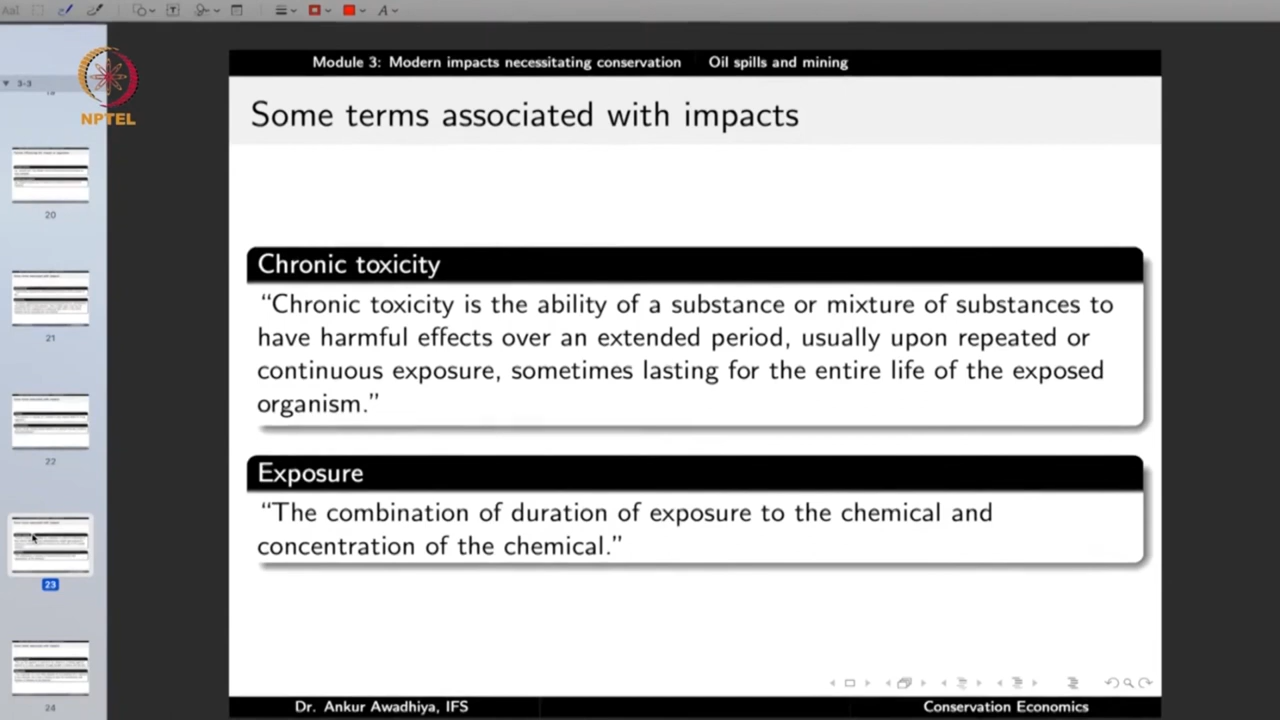 3-3
NPTEL
20
21
22
23
24
Module 3: Modern impacts necessitating conservation Oil spills and mining
Some terms associated with impacts
Chronic toxicity
“Chronic toxicity is the ability of a substance or mixture of substances to
have harmful effects over an extended period, usually upon repeated or
continuous exposure, sometimes lasting for the entire life of the exposed
organism.”
Exposure
“The combination of duration of exposure to the chemical and
concentration of the chemical.”
Dr. Ankur Awadhiya, IFS Conservation Economics